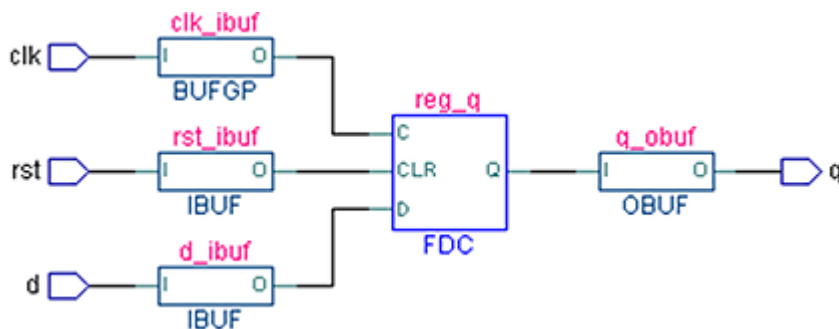 clk_ibuf
clk I O
BUFGP
reg_q
C
rst_ibuf
q_obuf
rst I O CLR Q I O q
IBUF
OBUF
D
d_ibuf
FDC
d I O
IBUF